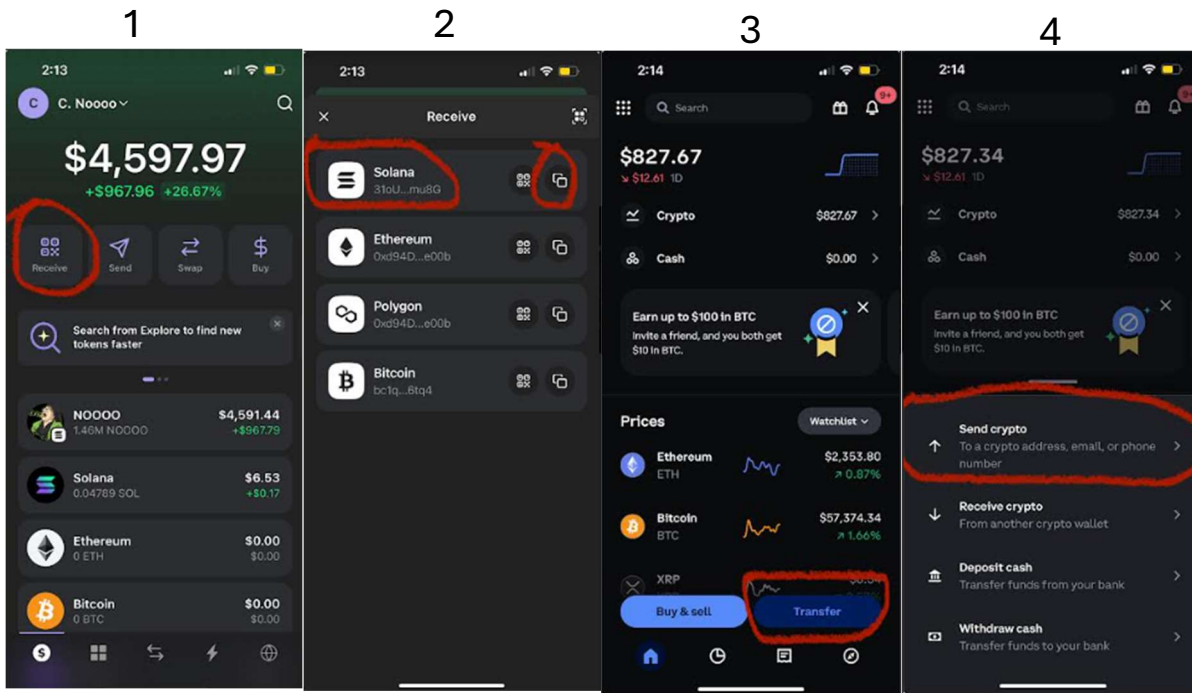 1
2:13
C
C. Noooo
$4,597.97
+$967.96 +26.67%
Receive
Send
Swap
Buy
Search from Explore to find new
tokens faster
NOOOO
$4,591.44
1.46M NOOOO
+$967.79
Solana
$6.53
0.04789 SOL
+$0.17
Ethereum
$0.00
0 ETH
$0.00
Bitcoin
$0.00
0 BTC
$0.00
2
2:13
Receive
Solana
31oU...mu8G
Ethereum
0xd94D...e00b
Polygon
0xd94D...e00b
Bitcoin
bc1q...6tq4
3
2:14
Search
9+
$827.67
$12.61 1D
Crypto
$827.67
Cash
$0.00
Earn up to $100 in BTC
Invite a friend, and you both get
$10 in BTC.
Prices
Watchlist
Ethereum
$2,353.80
ETH
0.87%
Bitcoin
$57,374.34
BTC
1.66%
XRP
Buy & sell
Transfer
4
2:14
Search
9+
$827.34
$12.61 1D
Crypto
$827.34
Cash
$0.00
Earn up to $100 in BTC
Invite a friend, and you both get
$10 in BTC.
Send crypto
To a crypto address, email, or phone
number
Receive crypto
From another crypto wallet
Deposit cash
Transfer funds from your bank
Withdraw cash
Transfer funds to your bank